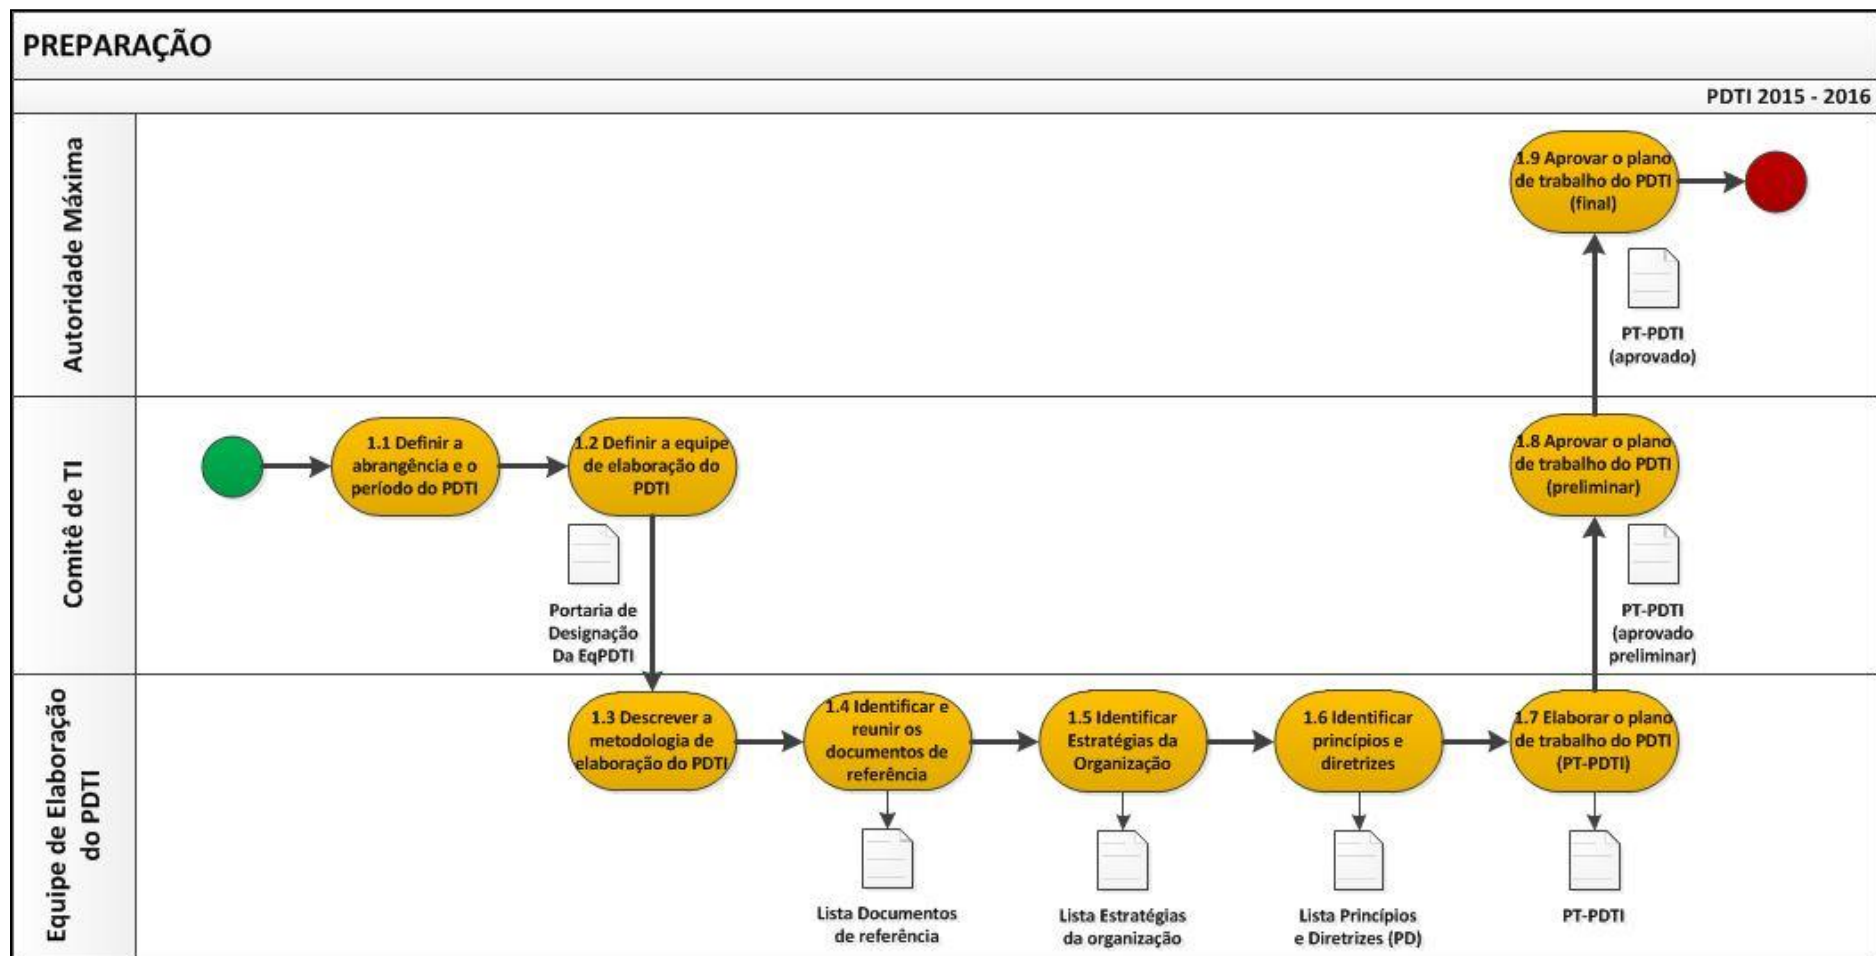 PREPARAÇÃO
PDTI 2015 - 2016
Autoridade Máxima
1.9 Aprovar o plano
de trabalho do PDTI
(final)
PT-PDTI
(aprovado)
Comitê de TI
1.1 Definir a
abrangência e o
período do PDTI
1.2 Definir a equipe
de elaboração do
PDTI
Portaria de
Designação
Da EqPDTI
1.8 Aprovar o plano
de trabalho do PDTI
(preliminar)
PT-PDTI
(aprovado
preliminar)
Equipe de Elaboração
do PDTI
1.3 Descrever a
metodologia de
elaboração do PDTI
1.4 Identificar e
reunir os
documentos de
referência
Lista Documentos
de referência
1.5 Identificar
Estratégias da
Organização
Lista Estratégias
da organização
1.6 Identificar
princípios e
diretrizes
Lista Princípios
e Diretrizes (PD)
1.7 Elaborar o plano
de trabalho do PDTI
(PT-PDTI)
PT-PDTI